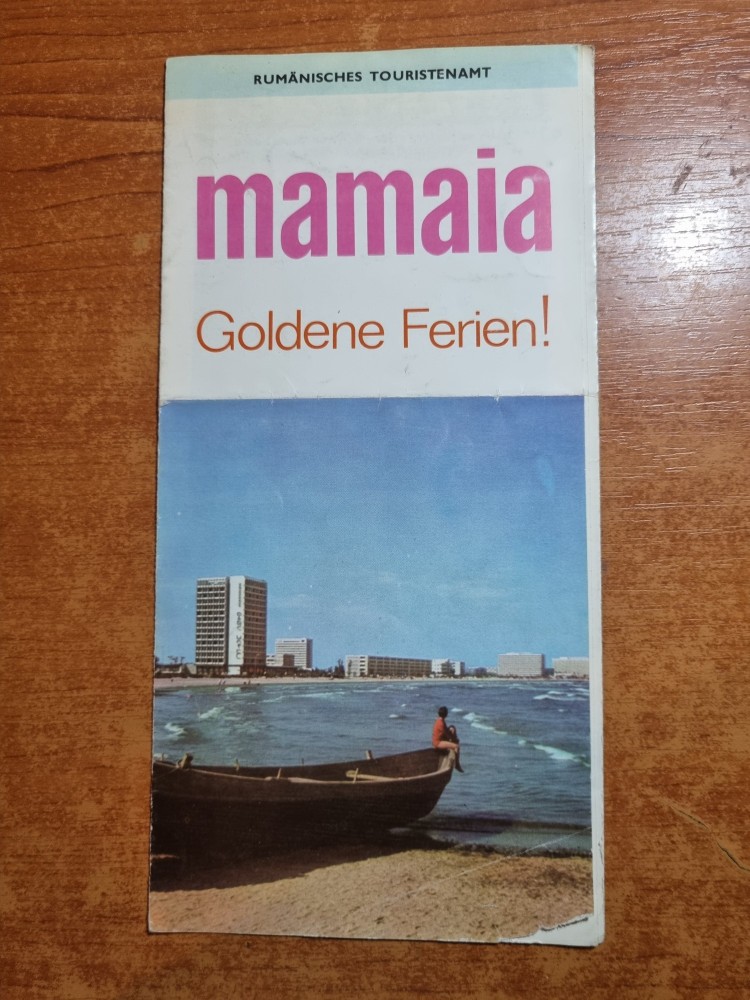 RUMÄNISCHES TOURISTENAMT
mamaia
Goldene Ferien!